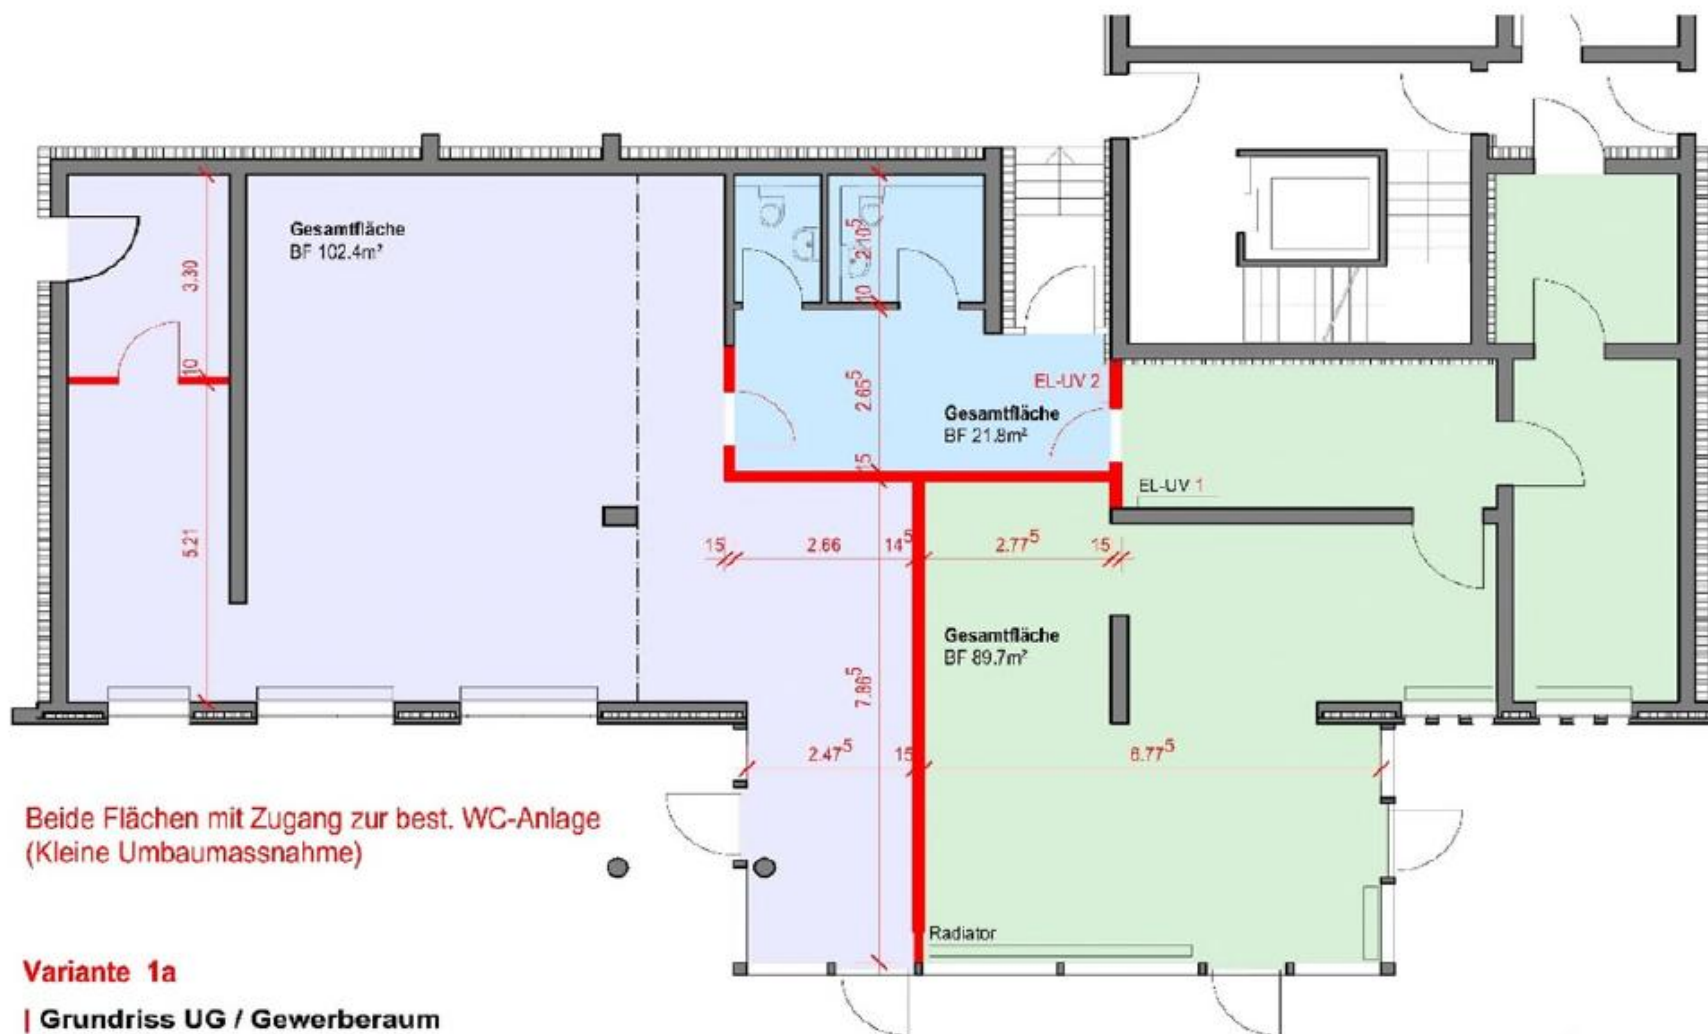 Gesamtfläche
BF 102.4m²
3.30
10
2.10⁵
10
2.65⁵
15
EL-UV 2
Gesamtfläche
BF 21.8m²
EL-UV 1
5.21
15
2.66
14⁵
2.77⁵
15
Gesamtfläche
BF 89.7m²
7.86⁵
2.47⁵
15
6.77⁵
Beide Flächen mit Zugang zur best. WC-Anlage
(Kleine Umbaumassnahme)
Radiator
Variante 1a
| Grundriss UG / Gewerberaum